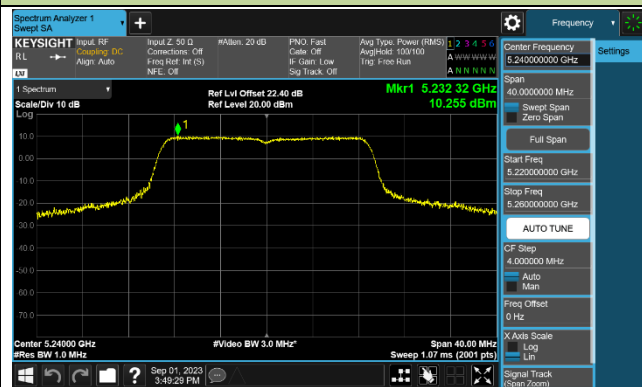 Spectrum Analyzer 1
Swept SA
Frequency
KEYSIGHT
Input: RF
Input Z: 50 Ω
#Atten: 20 dB
PNO: Fast
Avg Type: Power (RMS)
1 2 3 4 5 6
RL
Coupling: DC
Corrections: Off
Gate: Off
Avg|Hold: 100/100
A W W W W W
Align: Auto
Freq Ref: Int (S)
IF Gain: Low
Trig: Free Run
NFE: Off
Sig Track: Off
A N N N N N
LXI
1 Spectrum
Ref Lvl Offset 22.40 dB
Mkr1 5.232 32 GHz
Scale/Div 10 dB
Ref Level 20.00 dBm
10.255 dBm
Log
1
10.0
0.00
-10.0
-20.0
-30.0
-40.0
-50.0
-60.0
-70.0
Center 5.24000 GHz
#Video BW 3.0 MHz*
Span 40.00 MHz
#Res BW 1.0 MHz
Sweep 1.07 ms (2001 pts)
Sep 01, 2023
3:49:29 PM
Center Frequency
5.240000000 GHz
Settings
Span
40.0000000 MHz
Swept Span
Zero Span
Full Span
Start Freq
5.220000000 GHz
Stop Freq
5.260000000 GHz
AUTO TUNE
CF Step
4.000000 MHz
Auto
Man
Freq Offset
0 Hz
X Axis Scale
Log
Lin
Signal Track
(Span Zoom)